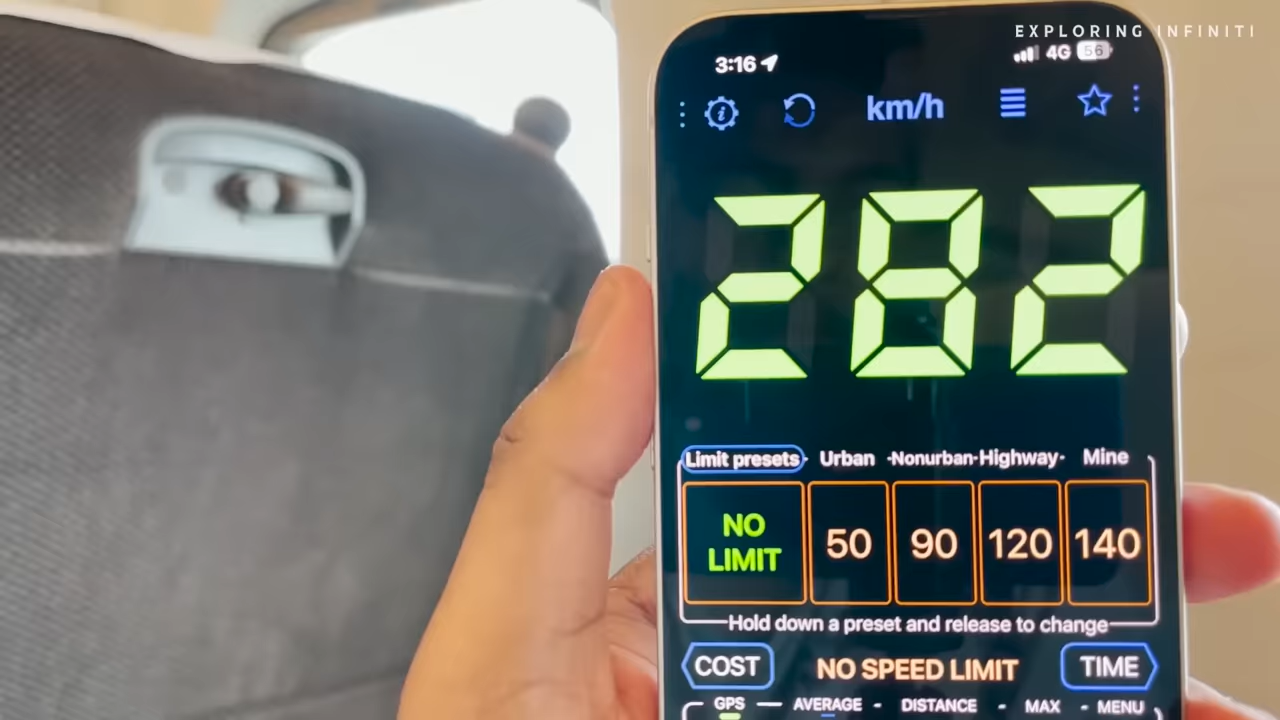 EXPLORING INFINITI
3:16 4G 56
km/h
282
Limit presets Urban Nonurban Highway Mine
NO LIMIT 50 90 120 140
Hold down a preset and release to change
COST NO SPEED LIMIT TIME
GPS AVERAGE DISTANCE MAX MENU